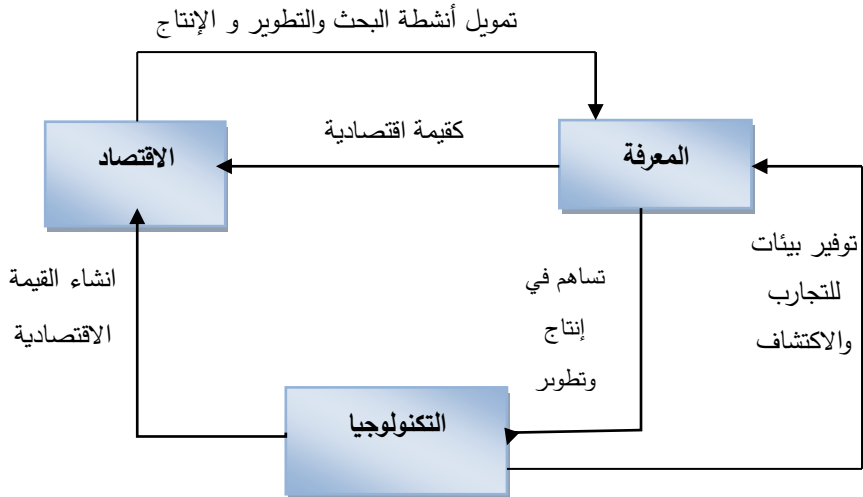 تمويل أنشطة البحث والتطوير و الإنتاج
المعرفة
كقيمة اقتصادية
الاقتصاد
توفير بيئات
للتجارب
والاكتشاف
تساهم في
إنتاج
وتطوير
انشاء القيمة
الاقتصادية
التكنولوجيا